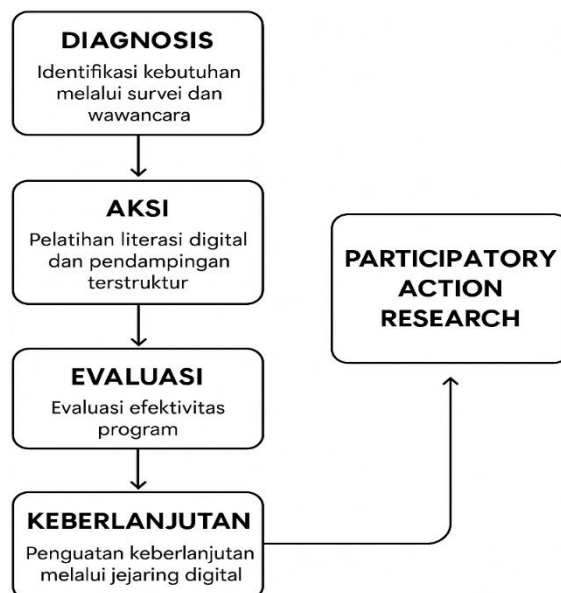 DIAGNOSIS
Identifikasi kebutuhan
melalui survei dan
wawancara
AKSI
Pelatihan literasi digital
dan pendampingan
terstruktur
EVALUASI
Evaluasi efektivitas
program
KEBERLANJUTAN
Penguatan keberlanjutan
melalui jejaring digital
PARTICIPATORY
ACTION
RESEARCH